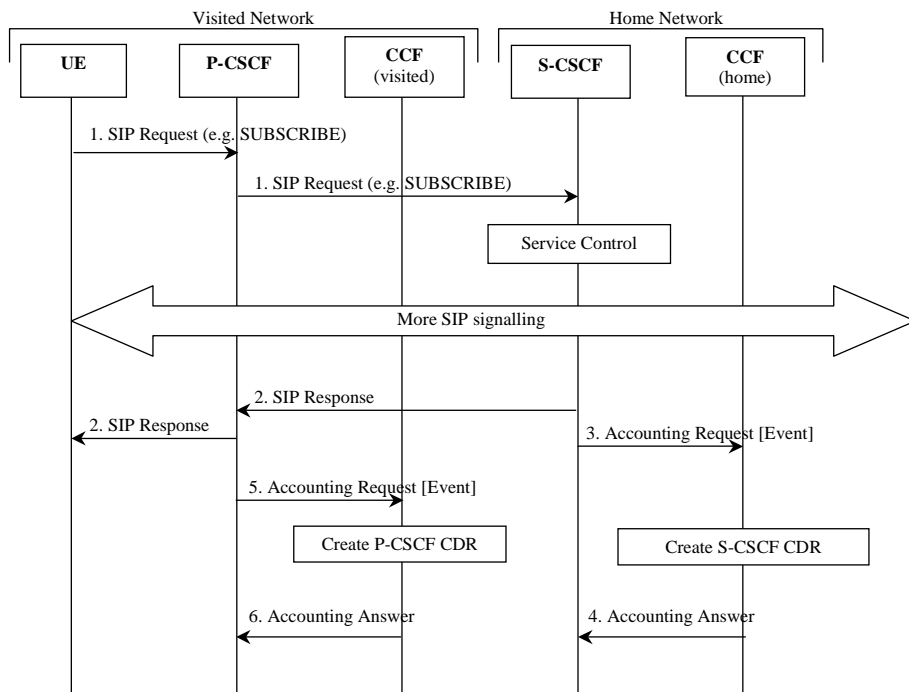 Visited Network
Home Network
UE
P-CSCF
CCF
(visited)
S-CSCF
CCF
(home)
1. SIP Request (e.g. SUBSCRIBE)
1. SIP Request (e.g. SUBSCRIBE)
Service Control
More SIP signalling
2. SIP Response
2. SIP Response
3. Accounting Request [Event]
5. Accounting Request [Event]
Create P-CSCF CDR
Create S-CSCF CDR
6. Accounting Answer
4. Accounting Answer